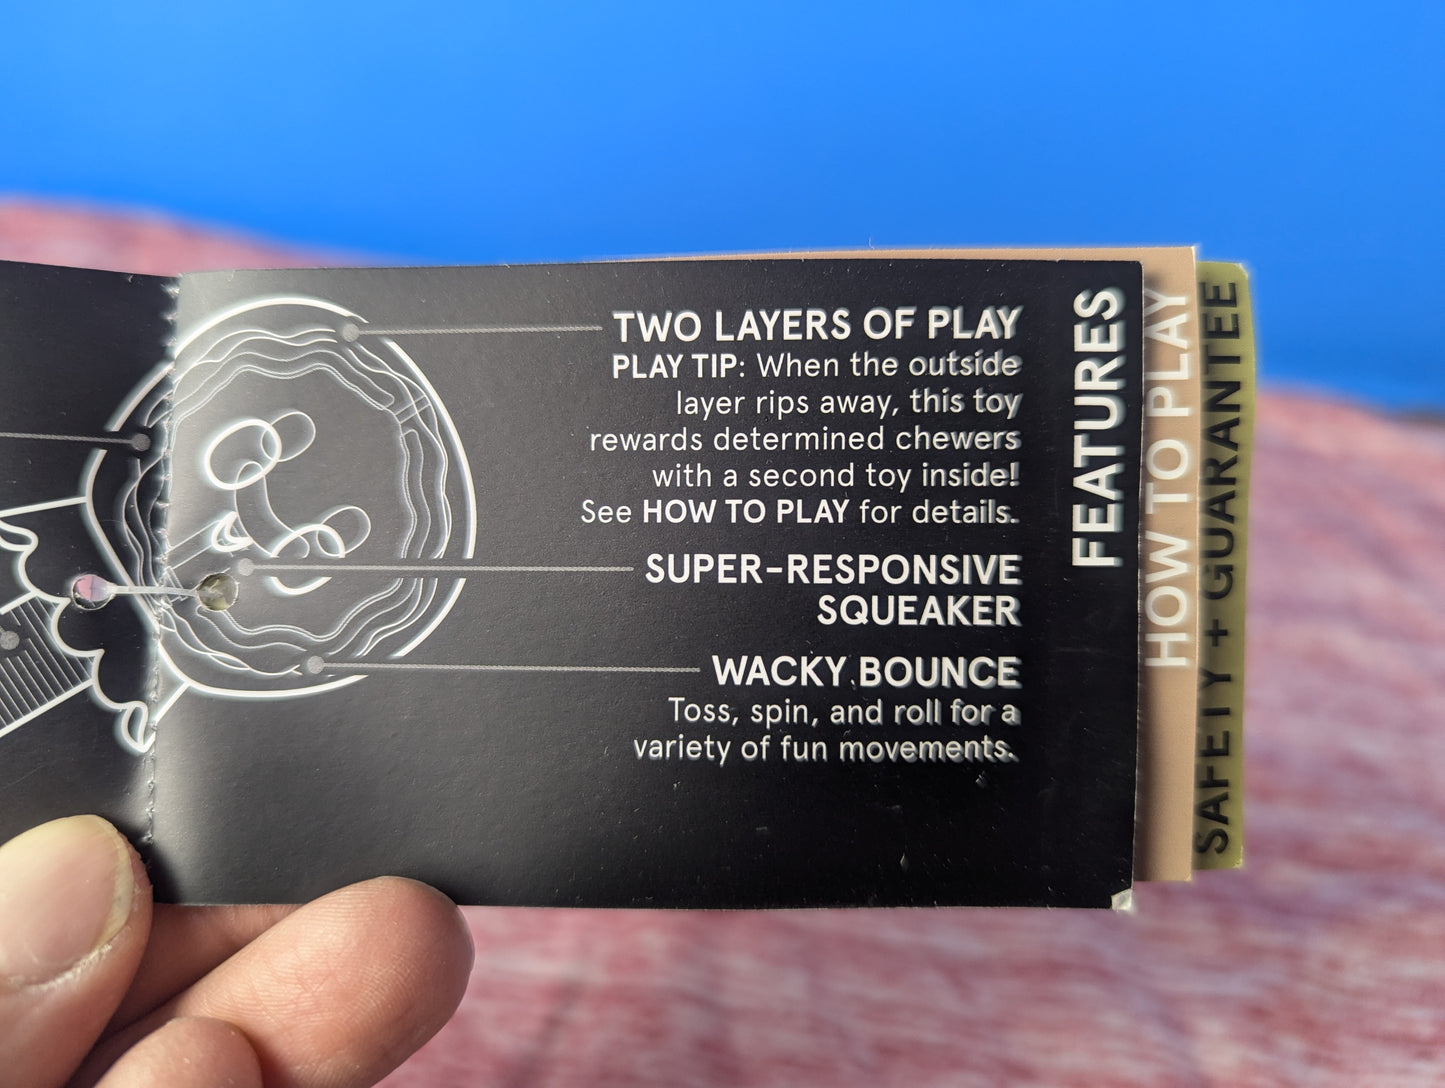 TWO LAYERS OF PLAY
PLAY TIP: When the outside
layer rips away, this toy
rewards determined chewers
with a second toy inside!
See HOW TO PLAY for details.
SUPER-RESPONSIVE
SQUEAKER
WACKY BOUNCE
Toss, spin, and roll for a
variety of fun movements.
FEATURES
HOW TO PLAY
SAFETY + GUARANTEE